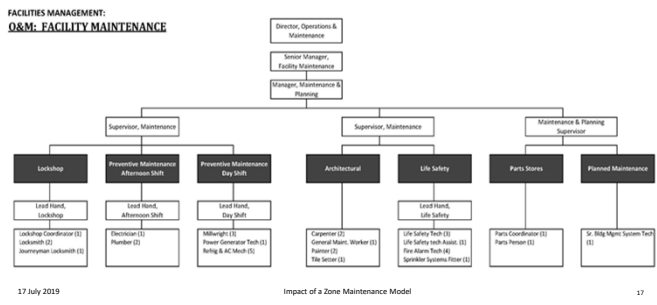 FACILITIES MANAGEMENT:
O&M: FACILITY MAINTENANCE
Director, Operations &
Maintenance
Senior Manager,
Facility Maintenance
Manager, Maintenance &
Planning
Supervisor, Maintenance
Supervisor, Maintenance
Maintenance & Planning
Supervisor
Lockshop
Preventive Maintenance
Afternoon Shift
Preventive Maintenance
Day Shift
Architectural
Life Safety
Parts Stores
Planned Maintenance
Lead Hand,
Lockshop
Lead Hand,
Afternoon Shift
Lead Hand,
Day Shift
Lead Hand,
Life Safety
Lockshop Coordinator (1)
Locksmith (2)
Journeyman Locksmith (1)
Electrician (1)
Plumber (2)
Millwright (3)
Power Generator Tech (1)
Refrig & AC Mech (5)
Carpenter (2)
General Maint. Worker (1)
Painter (2)
Tile Setter (1)
Life Safety Tech (3)
Life Safety tech Assist. (1)
Fire Alarm Tech (4)
Sprinkler Systems Fitter (1)
Parts Coordinator (1)
Parts Person (1)
Sr. Bldg Mgmt System Tech
(1)
17 July 2019
Impact of a Zone Maintenance Model
17